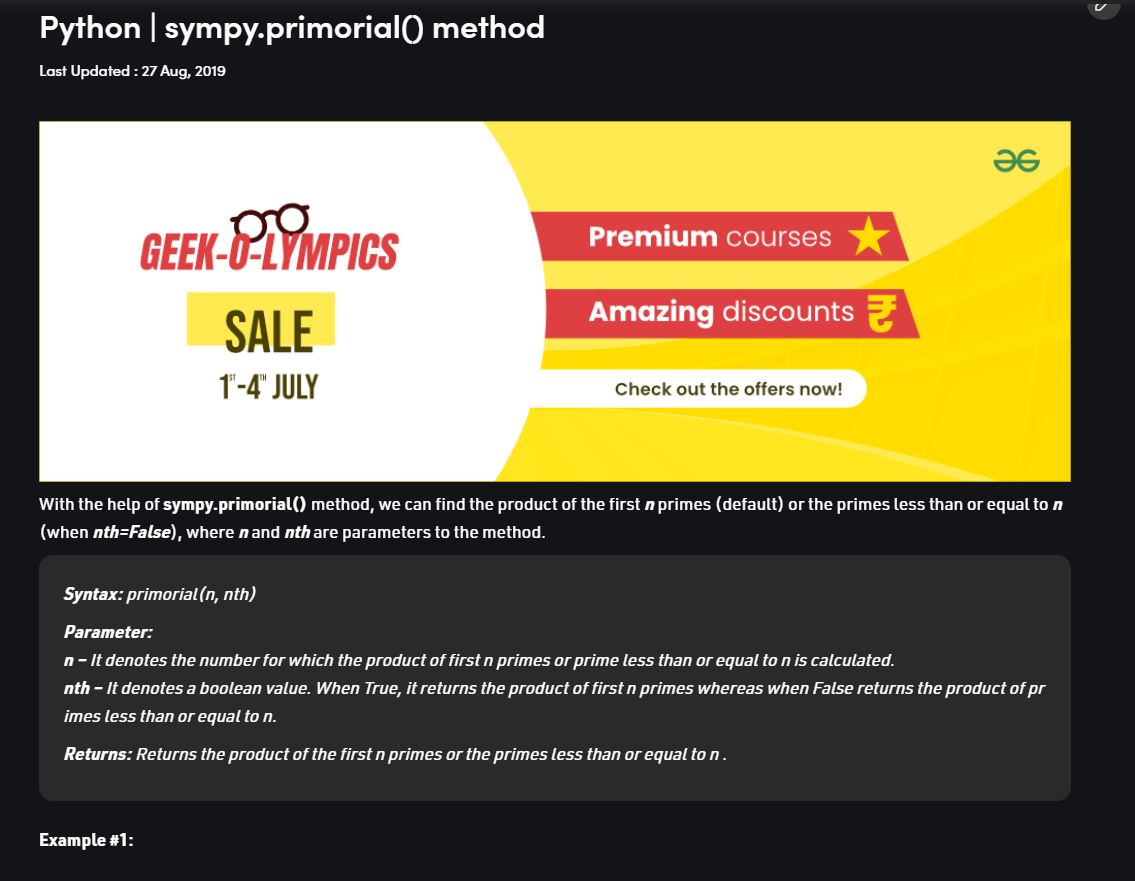 Python | sympy.primorial() method
Last Updated : 27 Aug, 2019
GEEK-O-LYMPICS
SALE
1ST-4TH JULY
Premium courses
Amazing discounts ₹
Check out the offers now!
With the help of sympy.primorial() method, we can find the product of the first n primes (default) or the primes less than or equal to n
(when nth=False), where n and nth are parameters to the method.
Syntax: primorial(n, nth)
Parameter:
n – It denotes the number for which the product of first n primes or prime less than or equal to n is calculated.
nth – It denotes a boolean value. When True, it returns the product of first n primes whereas when False returns the product of pr
imes less than or equal to n.
Returns: Returns the product of the first n primes or the primes less than or equal to n .
Example #1: